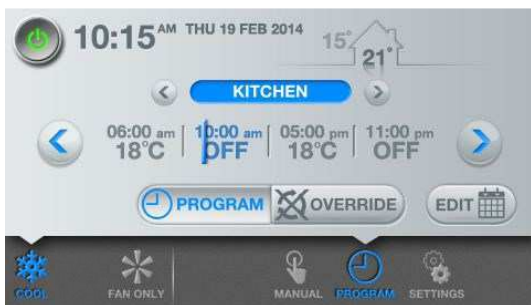 10:15 AM THU 19 FEB 2014 15°
21°
KITCHEN
06:00 am 10:00 am 05:00 pm 11:00 pm
18°C OFF 18°C OFF
PROGRAM OVERRIDE EDIT
COOL FAN ONLY MANUAL PROGRAM SETTINGS